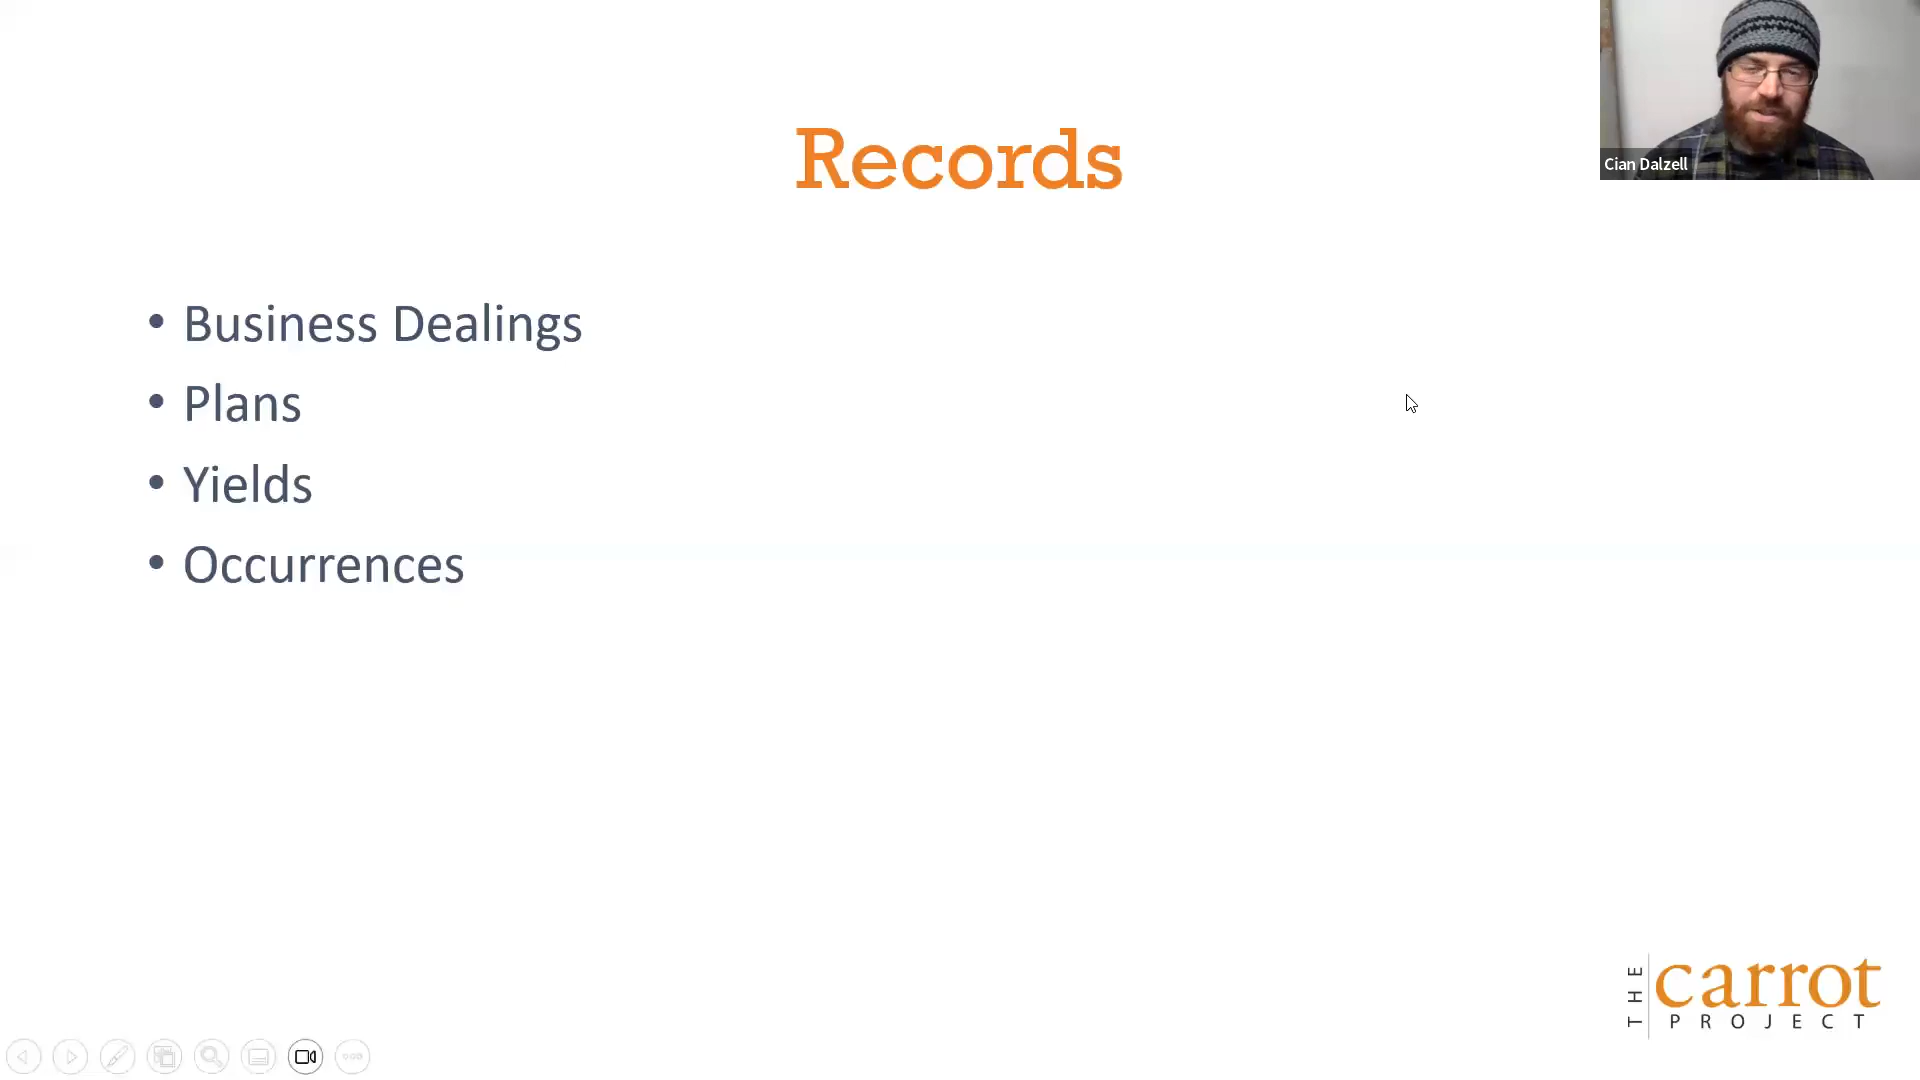 Records
Cian Dalzell
• Business Dealings
• Plans
• Yields
• Occurrences
THE
carrot
PROJECT